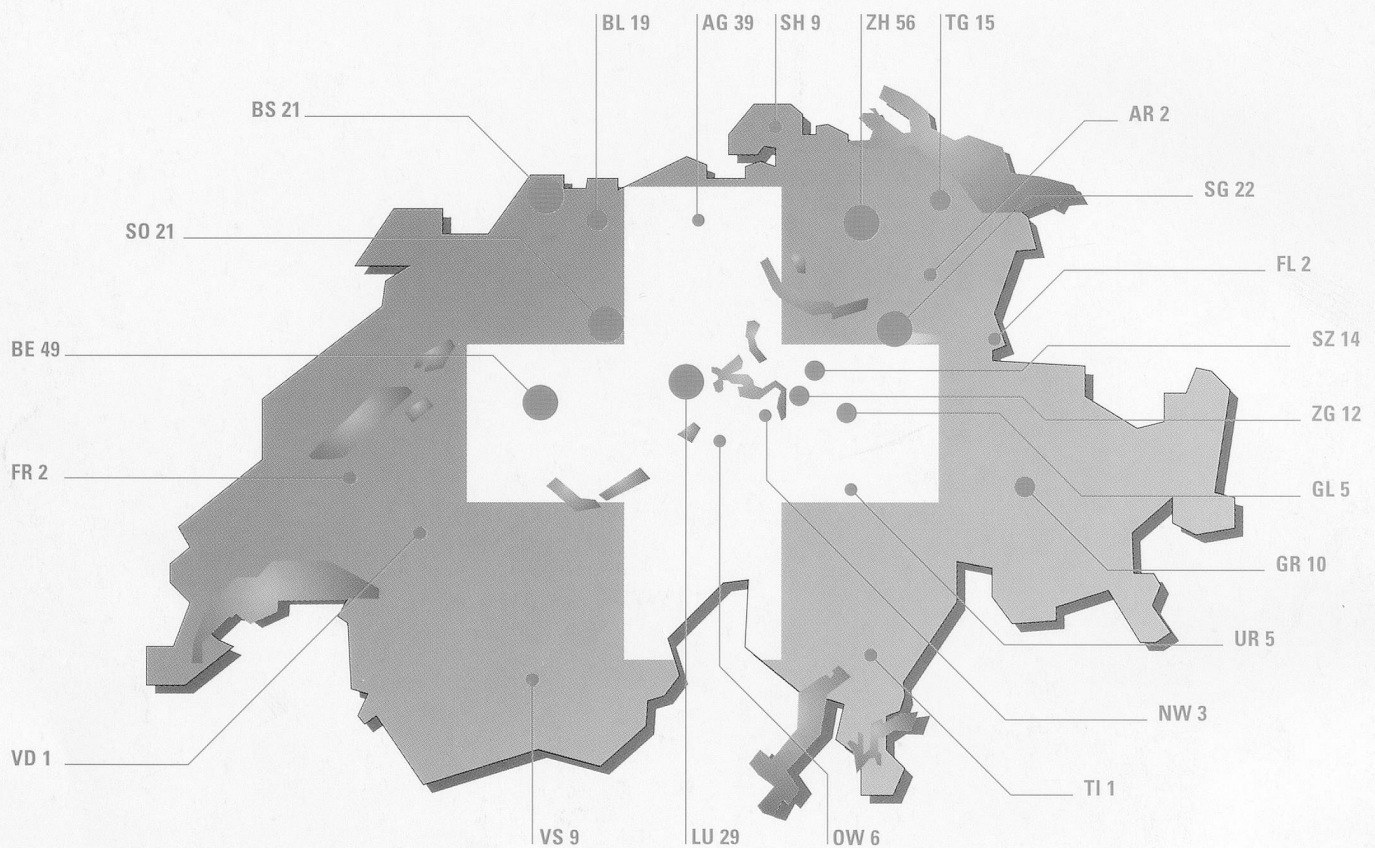 BL 19
AG 39
SH 9
ZH 56
TG 15
BS 21
AR 2
SG 22
SO 21
FL 2
SZ 14
BE 49
ZG 12
FR 2
GL 5
GR 10
UR 5
NW 3
VD 1
TI 1
VS 9
LU 29
OW 6